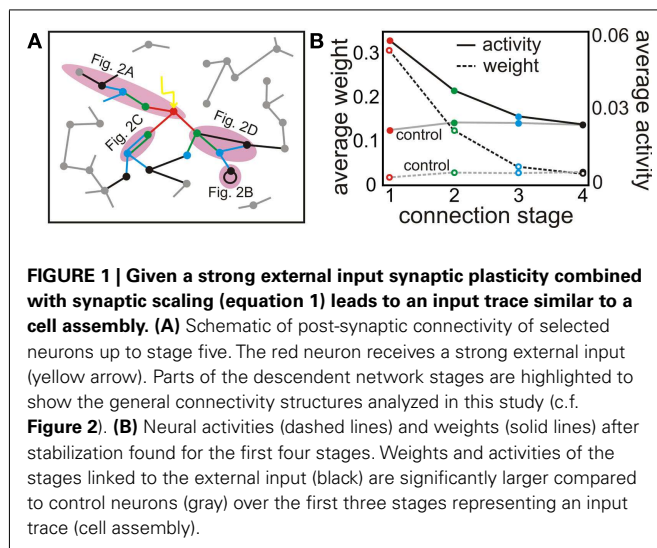 A
Fig. 2A
Fig. 2C
Fig. 2D
Fig. 2B
B
average weight
0.3
0.2
0.1
0
activity
weight
control
control
0.06
0.03
0
average activity
1 2 3 4
connection stage
FIGURE 1 | Given a strong external input synaptic plasticity combined
with synaptic scaling (equation 1) leads to an input trace similar to a
cell assembly. (A) Schematic of post-synaptic connectivity of selected
neurons up to stage five. The red neuron receives a strong external input
(yellow arrow). Parts of the descendent network stages are highlighted to
show the general connectivity structures analyzed in this study (c.f.
Figure 2). (B) Neural activities (dashed lines) and weights (solid lines) after
stabilization found for the first four stages. Weights and activities of the
stages linked to the external input (black) are significantly larger compared
to control neurons (gray) over the first three stages representing an input
trace (cell assembly).